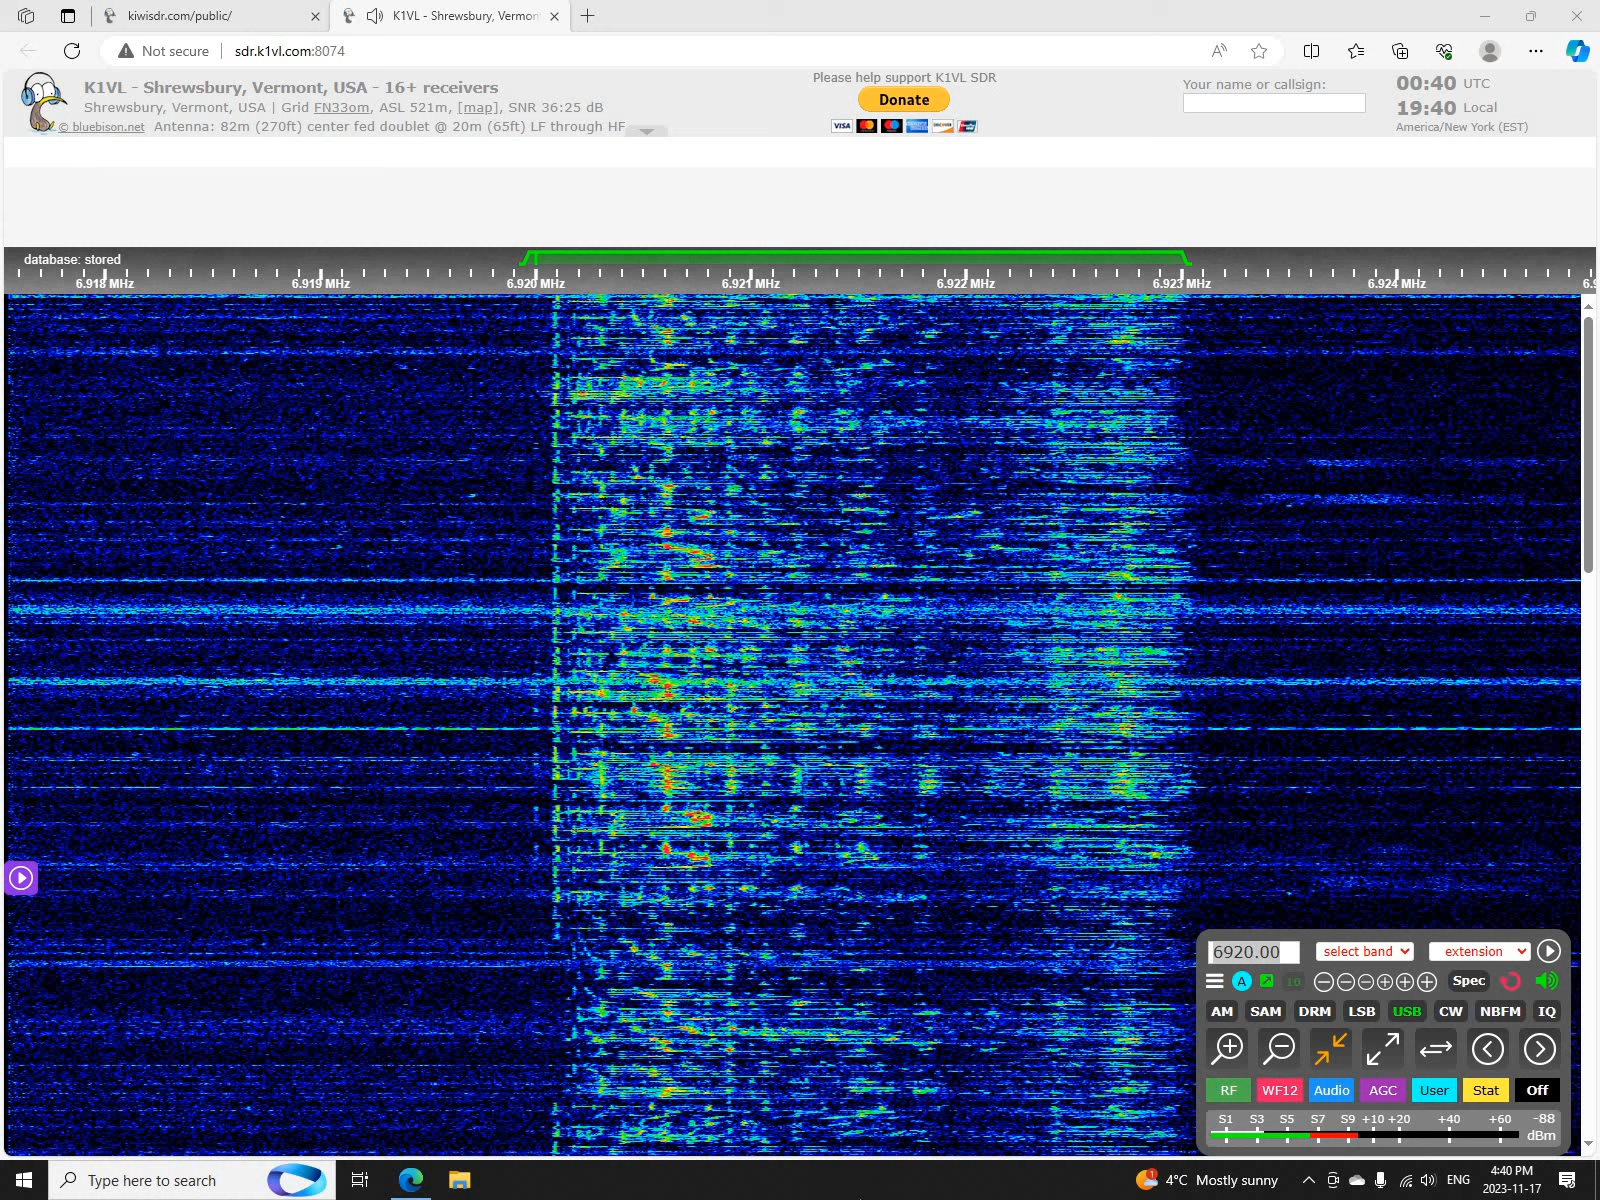 kiwisdr.com/public/
K1VL - Shrewsbury, Vermon
Not secure
sdr.k1vl.com:8074
K1VL - Shrewsbury, Vermont, USA - 16+ receivers
Shrewsbury, Vermont, USA | Grid FN33om, ASL 521m, [map], SNR 36:25 dB
© bluebison.net Antenna: 82m (270ft) center fed doublet @ 20m (65ft) LF through HF
Please help support K1VL SDR
Donate
VISA
Your name or callsign:
00:40 UTC
19:40 Local
America/New York (EST)
database: stored
6.918 MHz 6.919 MHz 6.920 MHz 6.921 MHz 6.922 MHz 6.923 MHz 6.924 MHz 6.9
6920.00 select band extension
A 10 Spec
AM SAM DRM LSB USB CW NBFM IQ
RF WF12 Audio AGC User Stat Off
S1 S3 S5 S7 S9 +10 +20 +40 +60 -88
dBm
Type here to search
1
4°C Mostly sunny
ENG
4:40 PM
2023-11-17